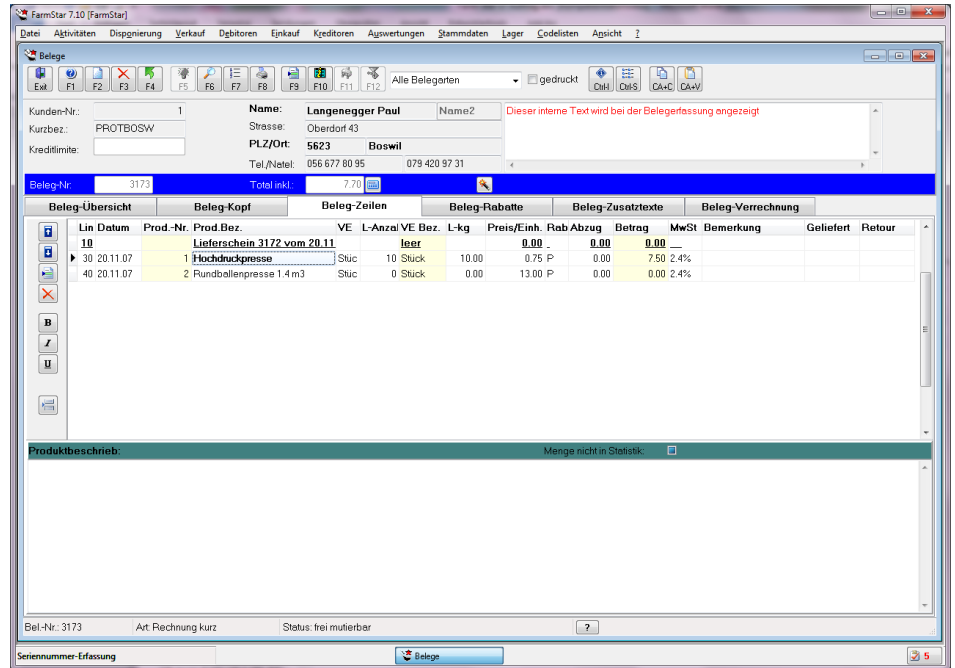 FarmStar 7.10 [FarmStar]
Datei Aktivitäten Disponierung Verkauf Debitoren Einkauf Kreditoren Auswertungen Stammdaten Lager Codelisten Ansicht ?
Belege
Exit F1 F2 F3 F4 F5 F6 F7 F8 F9 F10 F11 F12 Alle Belegarten gedruckt Ctrl-I Ctrl-S CA+C CA+V
Kunden-Nr.: 1 Name: Langenegger Paul Name2 Dieser interne Text wird bei der Belegerfassung angezeigt
Kurzbez.: PROTBOSW Strasse: Oberdorf 43
Kreditlimite: PLZ/Ort: 5623 Boswil
Tel./Natel: 056 677 80 95 079 420 97 31
Beleg-Nr: 3173 Total inkl.: 7.70
Beleg-Übersicht Beleg-Kopf Beleg-Zeilen Beleg-Rabatte Beleg-Zusatztexte Beleg-Verrechnung
Lin Datum Prod.-Nr. Prod.Bez. VE L-Anzal VE Bez. L-kg Preis/Einh. Rab Abzug Betrag MwSt Bemerkung Geliefert Retour
10 Lieferschein 3172 vom 20.11 leer 0.00 0.00 0.00
30 20.11.07 1 Hochdruckpresse Stüc 10 Stück 10.00 0.75 P 0.00 7.50 2.4%
40 20.11.07 2 Rundballenpresse 1.4 m3 Stüc 0 Stück 0.00 13.00 P 0.00 0.00 2.4%
B
I
U
Produktbeschrieb: Menge nicht in Statistik:
Bel.-Nr.: 3173 Art: Rechnung kurz Status: frei mutierbar ?
Seriennummer-Erfassung Belege 5